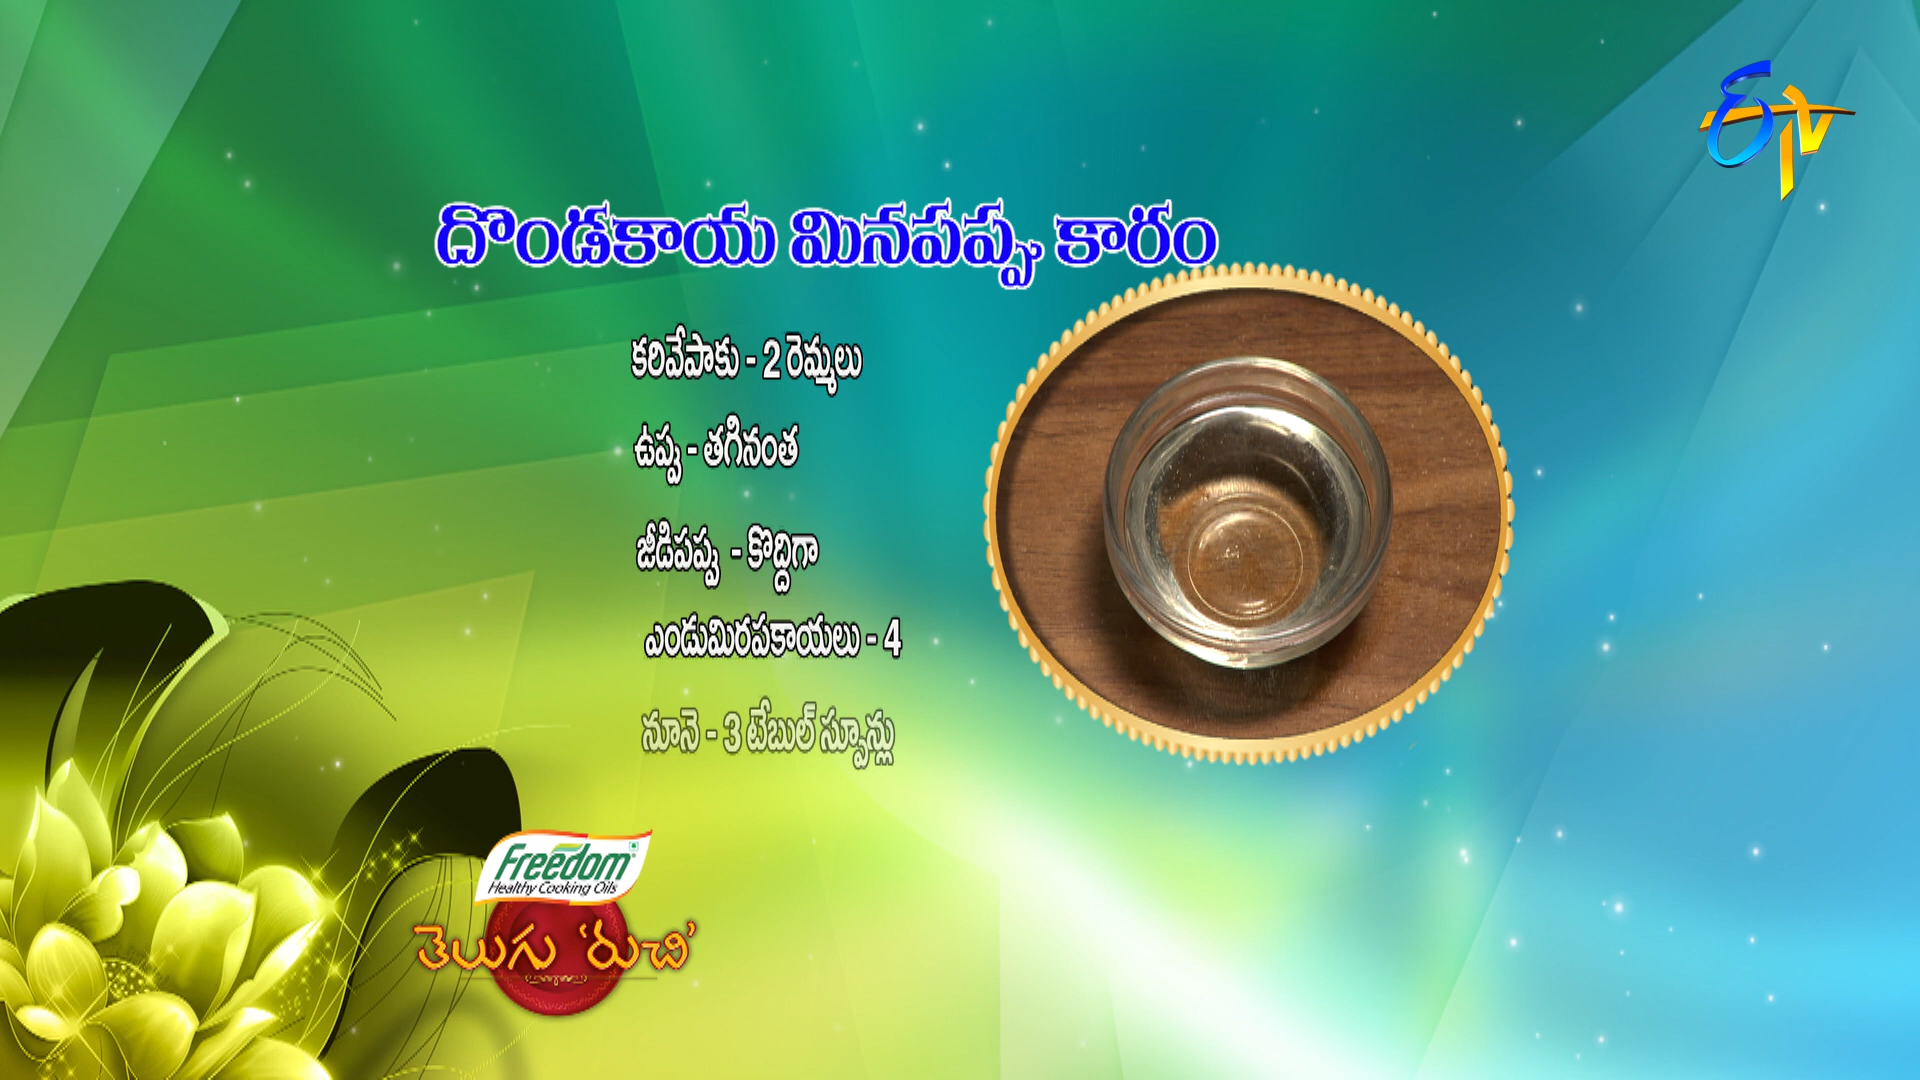 ETV
దొండకాయ మినపప్పు కారం
కరివేపాకు - 2 రెమ్మలు
ఉప్పు - తగినంత
జీడిపప్పు - కొద్దిగా
ఎండుమిరపకాయలు - 4
నూనె - 3 టేబుల్ స్పూన్లు
Freedom
Healthy Cooking Oils
తెలుగు 'రుచి'